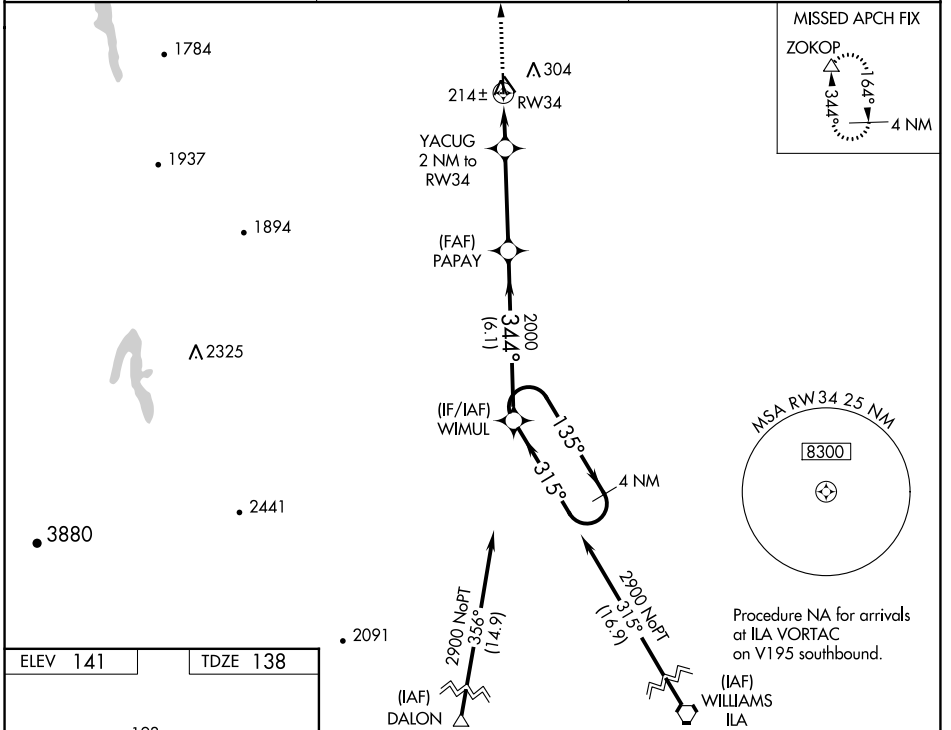 MISSED APCH FIX
ZOKOP
344°
164°
4 NM
1784
304
214±
RW34
YACUG
2 NM to
RW34
1937
1894
(FAF)
PAPAY
2000
344°
(6.1)
2325
(IF/IAF)
WIMUL
135°
315°
4 NM
MSA RW34 25 NM
8300
2441
3880
2900 NoPT
356°
(14.9)
2900 NoPT
315°
(16.9)
Procedure NA for arrivals
at ILA VORTAC
on V195 southbound.
2091
ELEV 141
TDZE 138
(IAF)
DALON
(IAF)
WILLIAMS
ILA